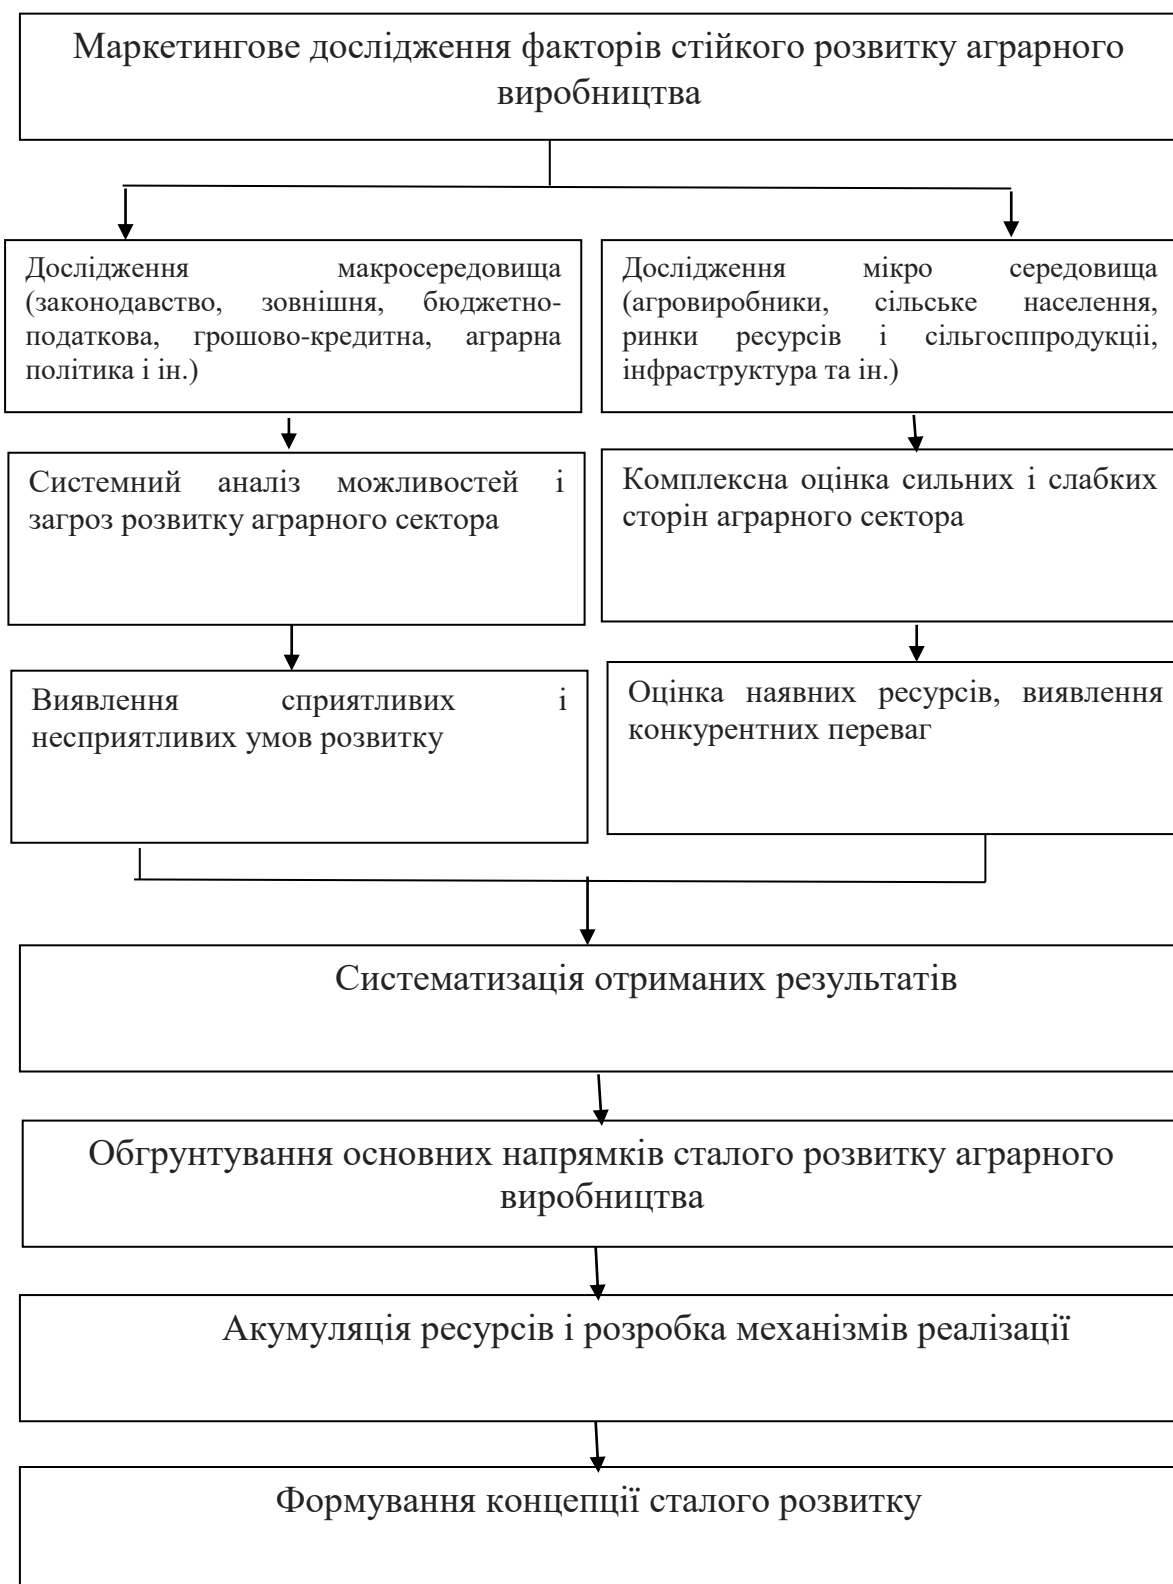 Маркетингове дослідження факторів стійкого розвитку аграрного
виробництва
Дослідження макросередовища
(законодавство, зовнішня, бюджетно-
податкова, грошово-кредитна, аграрна
політика і ін.)
Дослідження мікро середовища
(агровиробники, сільське населення,
ринки ресурсів і сільгосппродукції,
інфраструктура та ін.)
Системний аналіз можливостей і
загроз розвитку аграрного сектора
Комплексна оцінка сильних і слабких
сторін аграрного сектора
Виявлення сприятливих і
несприятливих умов розвитку
Оцінка наявних ресурсів, виявлення
конкурентних переваг
Систематизація отриманих результатів
Обгрунтування основних напрямків сталого розвитку аграрного
виробництва
Акумуляція ресурсів і розробка механізмів реалізації
Формування концепції сталого розвитку